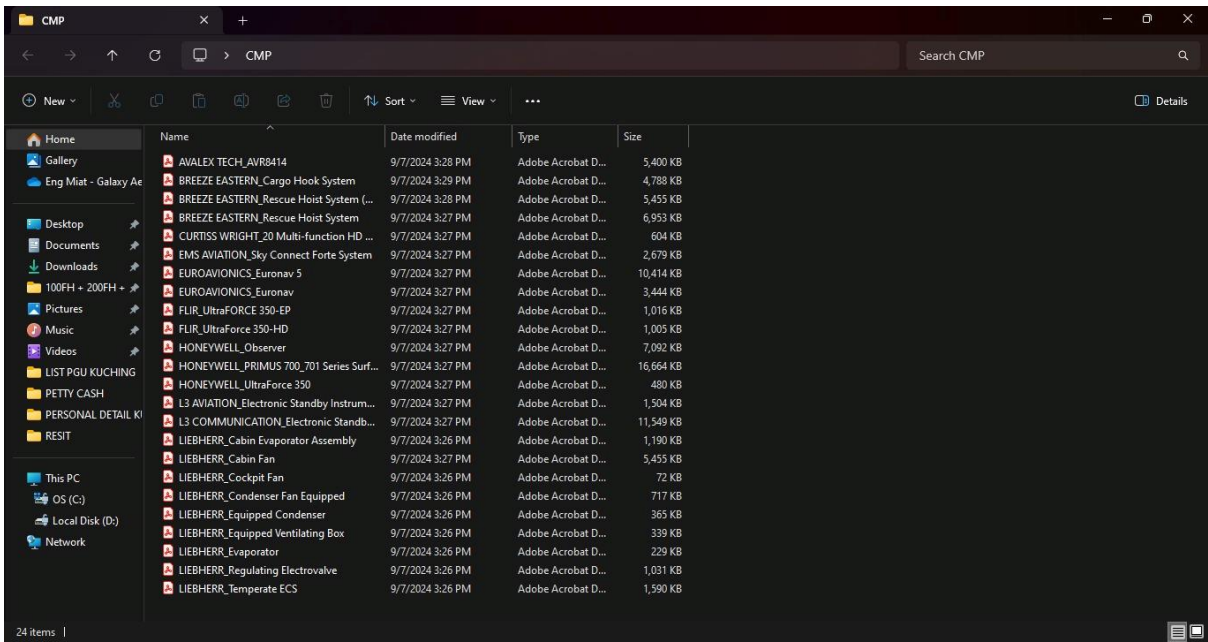 CMP
CMP
Search CMP
New
Sort
View
Details
Name Date modified Type Size
Home
Gallery
Eng Miat - Galaxy Ae
Desktop
Documents
Downloads
100FH + 200FH +
Pictures
Music
Videos
LIST PGU KUCHING
PETTY CASH
PERSONAL DETAIL KI
RESIT
This PC
OS (C:)
Local Disk (D:)
Network
AVALEX TECH_AVR8414 9/7/2024 3:28 PM Adobe Acrobat D... 5,400 KB
BREEZE EASTERN_Cargo Hook System 9/7/2024 3:29 PM Adobe Acrobat D... 4,788 KB
BREEZE EASTERN_Rescue Hoist System (... 9/7/2024 3:28 PM Adobe Acrobat D... 5,455 KB
BREEZE EASTERN_Rescue Hoist System 9/7/2024 3:27 PM Adobe Acrobat D... 6,953 KB
CURTISS WRIGHT_20 Multi-function HD ... 9/7/2024 3:27 PM Adobe Acrobat D... 604 KB
EMS AVIATION_Sky Connect Forte System 9/7/2024 3:27 PM Adobe Acrobat D... 2,679 KB
EUROAVIONICS_Euronav 5 9/7/2024 3:27 PM Adobe Acrobat D... 10,414 KB
EUROAVIONICS_Euronav 9/7/2024 3:27 PM Adobe Acrobat D... 3,444 KB
FLIR_UltraFORCE 350-EP 9/7/2024 3:27 PM Adobe Acrobat D... 1,016 KB
FLIR_UltraForce 350-HD 9/7/2024 3:27 PM Adobe Acrobat D... 1,005 KB
HONEYWELL_Observer 9/7/2024 3:27 PM Adobe Acrobat D... 7,092 KB
HONEYWELL_PRIMUS 700_701 Series Surf... 9/7/2024 3:27 PM Adobe Acrobat D... 16,664 KB
HONEYWELL_UltraForce 350 9/7/2024 3:27 PM Adobe Acrobat D... 480 KB
L3 AVIATION_Electronic Standby Instrum... 9/7/2024 3:27 PM Adobe Acrobat D... 1,504 KB
L3 COMMUNICATION_Electronic Standb... 9/7/2024 3:27 PM Adobe Acrobat D... 11,549 KB
LIEBHERR_Cabin Evaporator Assembly 9/7/2024 3:26 PM Adobe Acrobat D... 1,190 KB
LIEBHERR_Cabin Fan 9/7/2024 3:27 PM Adobe Acrobat D... 5,455 KB
LIEBHERR_Cockpit Fan 9/7/2024 3:26 PM Adobe Acrobat D... 72 KB
LIEBHERR_Condenser Fan Equipped 9/7/2024 3:26 PM Adobe Acrobat D... 717 KB
LIEBHERR_Equipped Condenser 9/7/2024 3:26 PM Adobe Acrobat D... 365 KB
LIEBHERR_Equipped Ventilating Box 9/7/2024 3:26 PM Adobe Acrobat D... 339 KB
LIEBHERR_Evaporator 9/7/2024 3:26 PM Adobe Acrobat D... 229 KB
LIEBHERR_Regulating Electrovalve 9/7/2024 3:26 PM Adobe Acrobat D... 1,031 KB
LIEBHERR_Temperate ECS 9/7/2024 3:26 PM Adobe Acrobat D... 1,590 KB
24 items